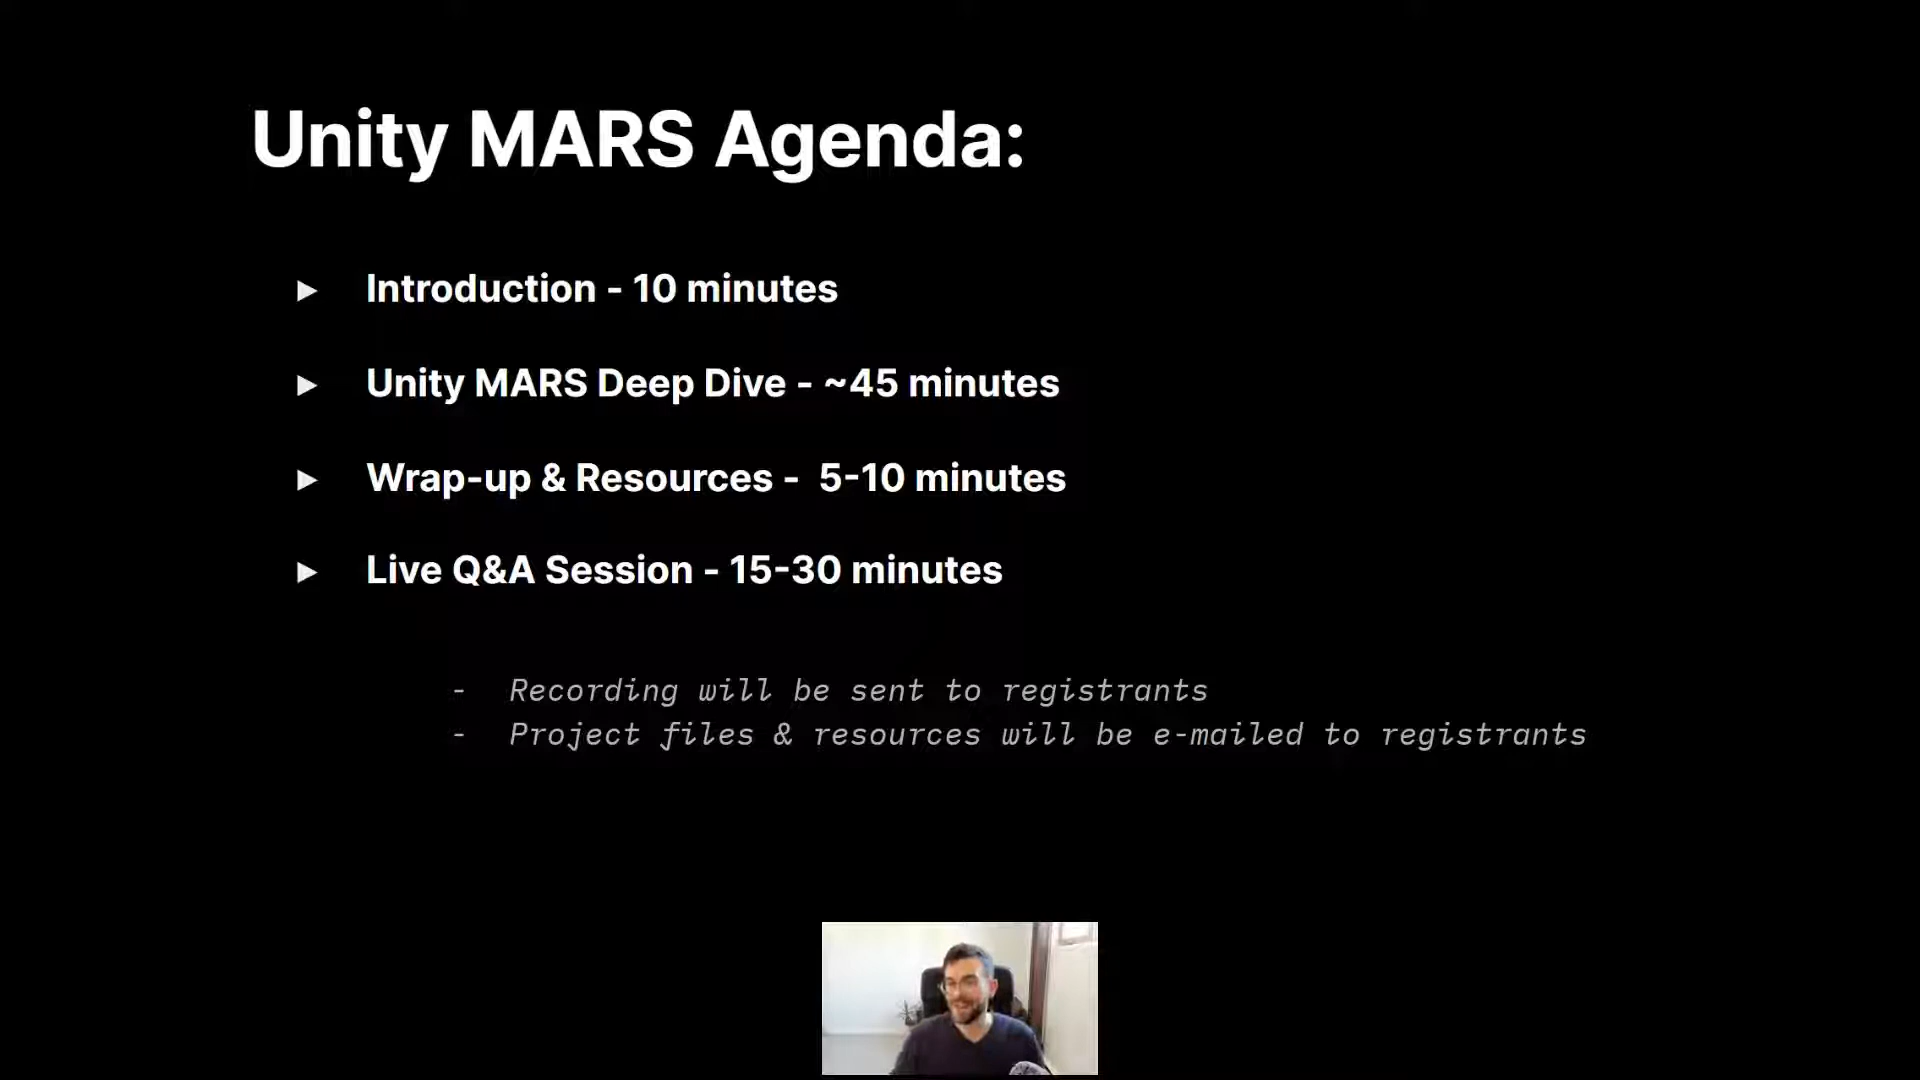 Unity MARS Agenda:
► Introduction - 10 minutes
► Unity MARS Deep Dive - ~45 minutes
► Wrap-up & Resources -  5-10 minutes
► Live Q&A Session - 15-30 minutes
- Recording will be sent to registrants
- Project files & resources will be e-mailed to registrants